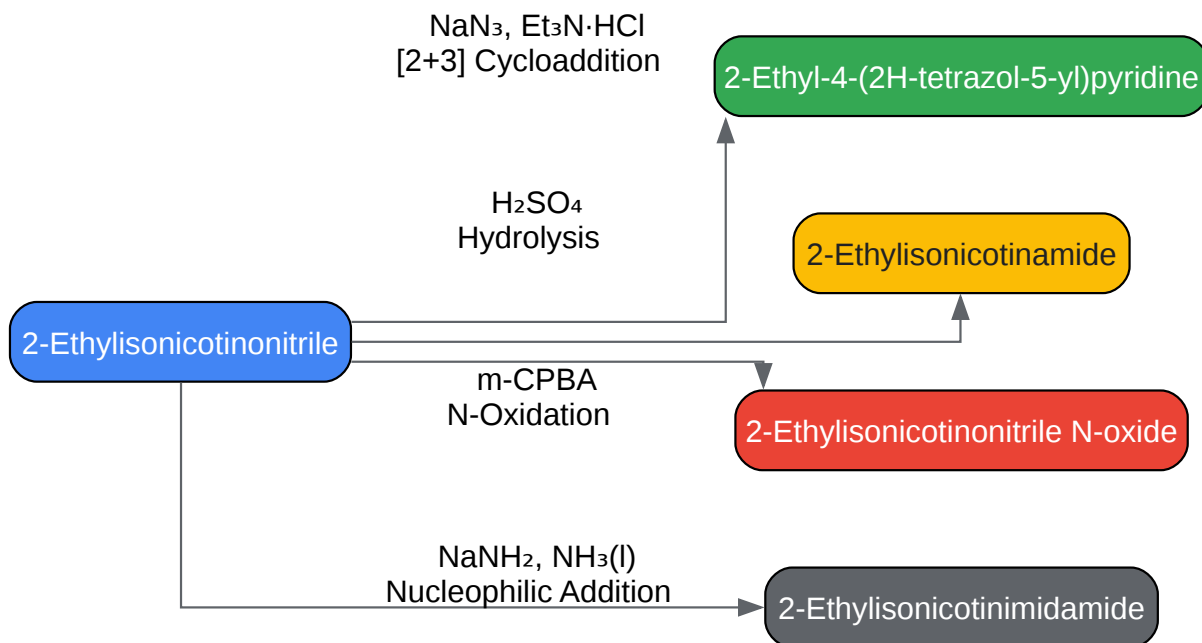 NaN₃, Et₃N·HCl
[2+3] Cycloaddition
2-Ethyl-4-(2H-tetrazol-5-yl)pyridine
H₂SO₄
Hydrolysis
2-Ethylisonicotinamide
2-Ethylisonicotinonitrile
m-CPBA
N-Oxidation
2-Ethylisonicotinonitrile N-oxide
NaNH₂, NH₃(l)
Nucleophilic Addition
2-Ethylisonicotinimidamide